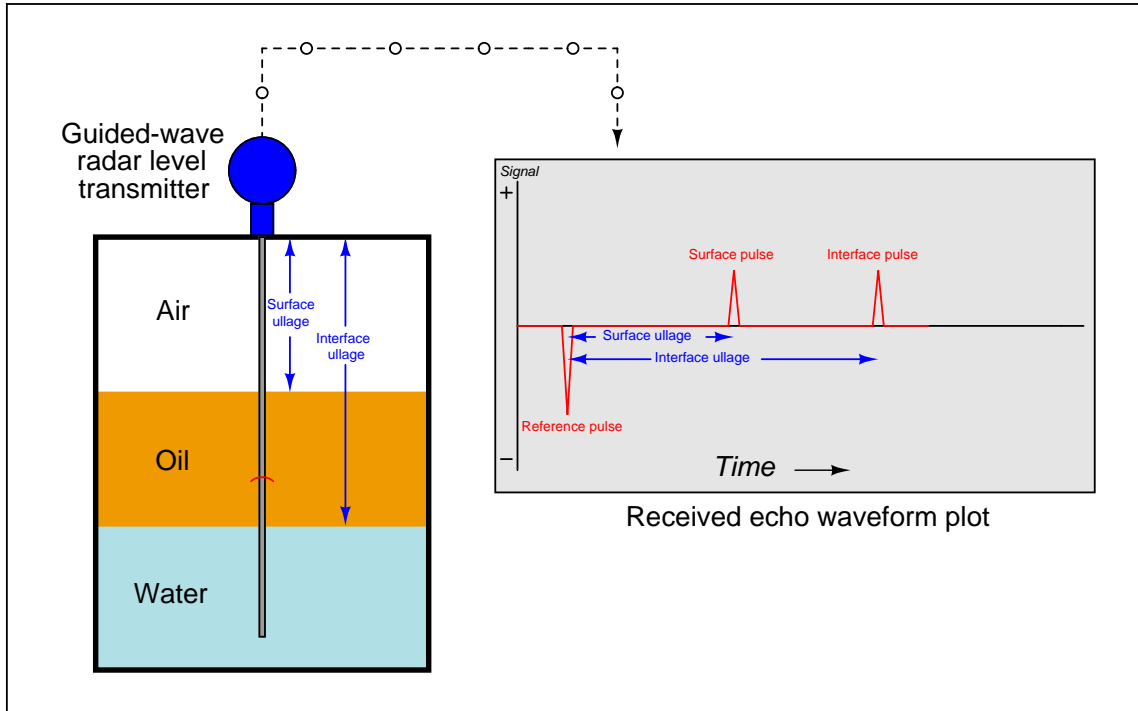 Guided-wave
radar level
transmitter
Air
Surface
ullage
Interface
ullage
Oil
Water
Signal
+
Surface pulse
Interface pulse
Surface ullage
Interface ullage
Reference pulse
−
Time
Received echo waveform plot